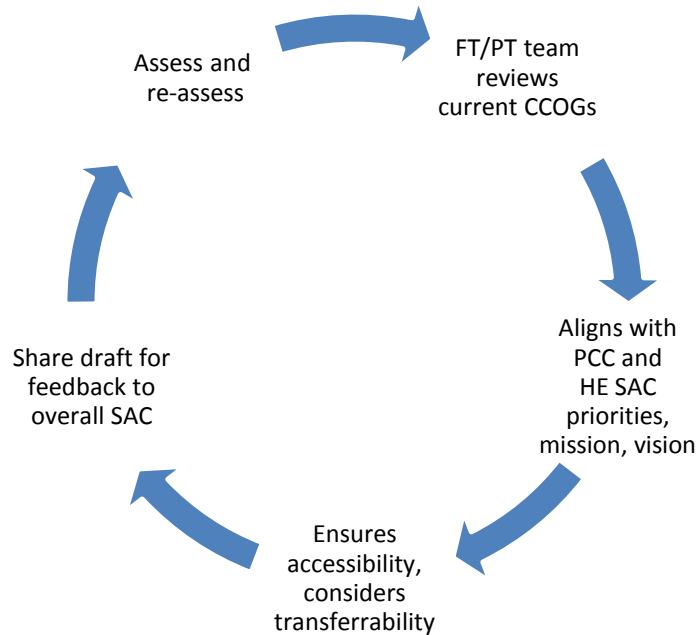 Assess and
re-assess
FT/PT team
reviews
current CCOGs
Aligns with
PCC and
HE SAC
priorities,
mission, vision
Ensures
accessibility,
considers
transferrability
Share draft for
feedback to
overall SAC